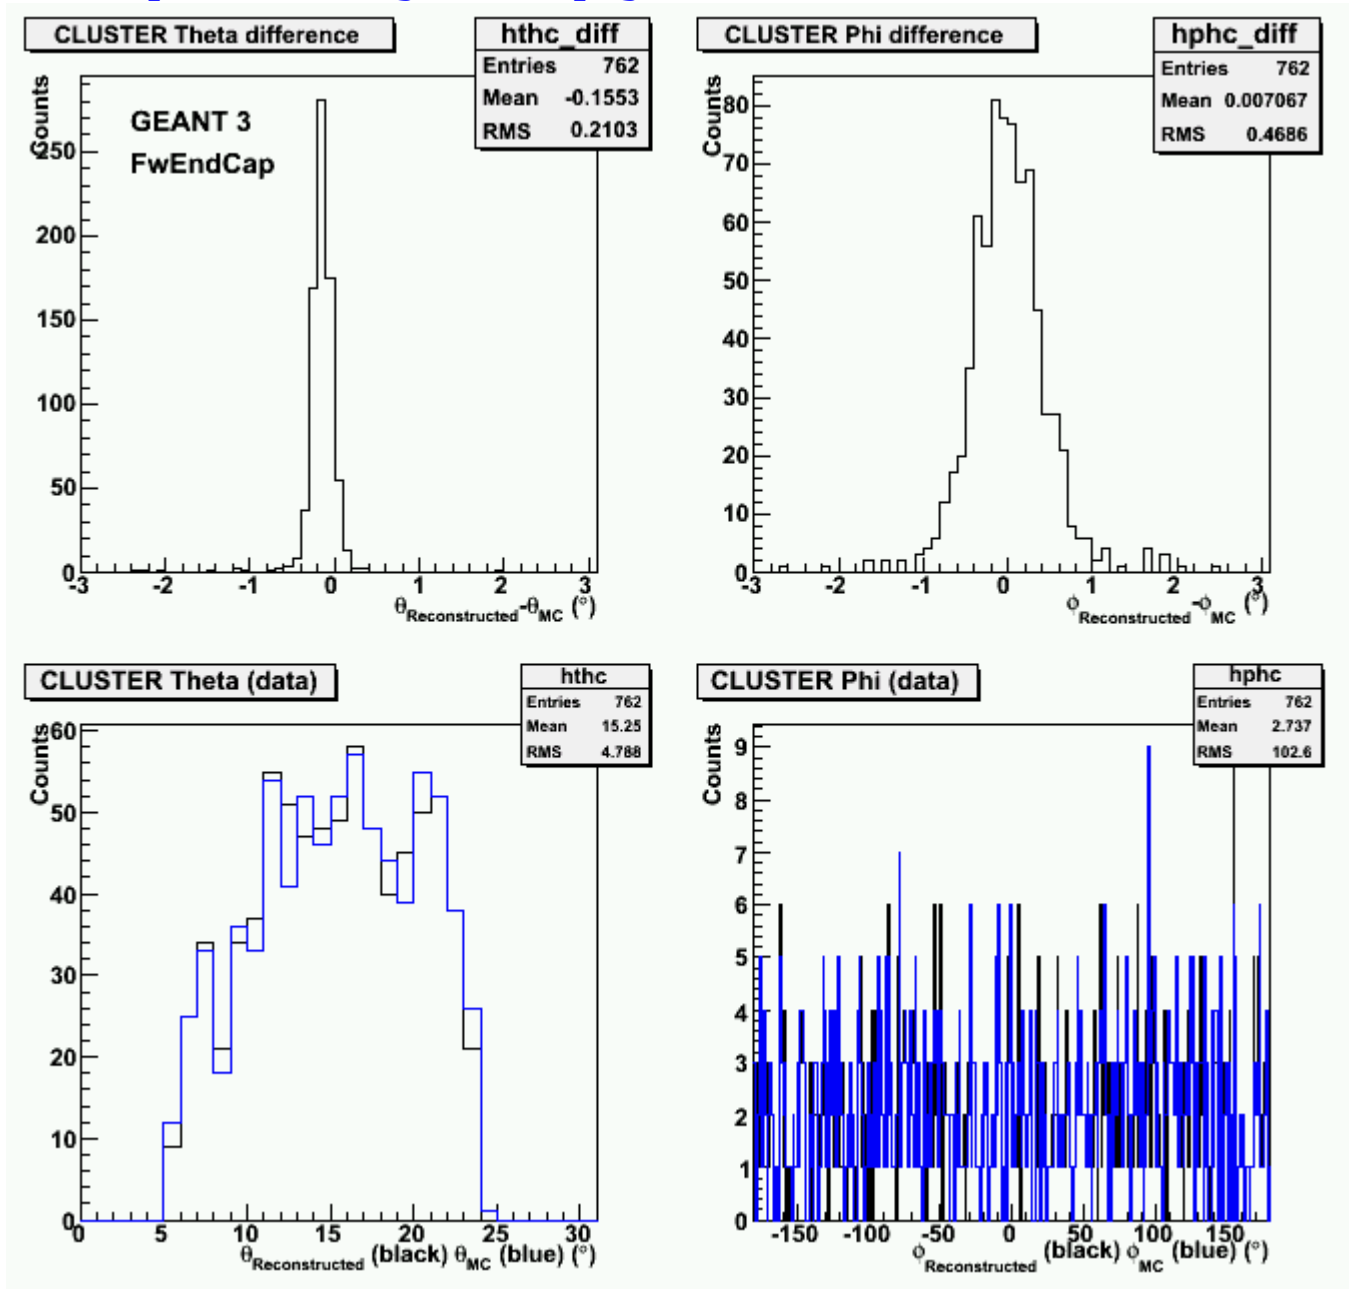 CLUSTER Theta difference
hthc_diff
Entries 762
Mean -0.1553
RMS 0.2103
GEANT 3
FwEndCap
Counts
250
200
150
100
50
0
-3 -2 -1 0 1 2 3
θReconstructed-θMC (°)
CLUSTER Phi difference
hphc_diff
Entries 762
Mean 0.007067
RMS 0.4686
Counts
80
70
60
50
40
30
20
10
0
-3 -2 -1 0 1 2 3
ϕReconstructed-ϕMC (°)
CLUSTER Theta (data)
hthc
Entries 762
Mean 15.25
RMS 4.788
Counts
60
50
40
30
20
10
0
5 10 15 20 25 30
θReconstructed (black) θMC (blue) (°)
CLUSTER Phi (data)
hphc
Entries 762
Mean 2.737
RMS 102.6
Counts
9
8
7
6
5
4
3
2
1
0
-150 -100 -50 0 50 100 150
ϕReconstructed (black) ϕMC (blue) (°)